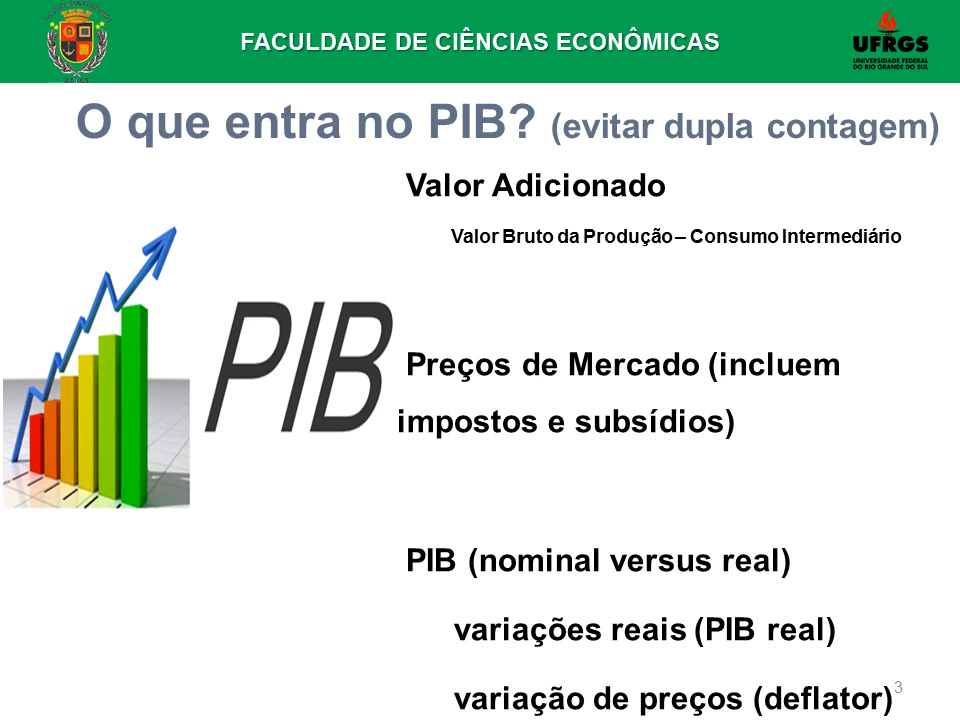 FACULDADE DE CIÊNCIAS ECONÔMICAS
UFRGS
UFRGS
UNIVERSIDADE FEDERAL
DO RIO GRANDE DO SUL
O que entra no PIB? (evitar dupla contagem)
Valor Adicionado
Valor Bruto da Produção – Consumo Intermediário
PIB
Preços de Mercado (incluem
impostos e subsídios)
PIB (nominal versus real)
variações reais (PIB real)
variação de preços (deflator)
3